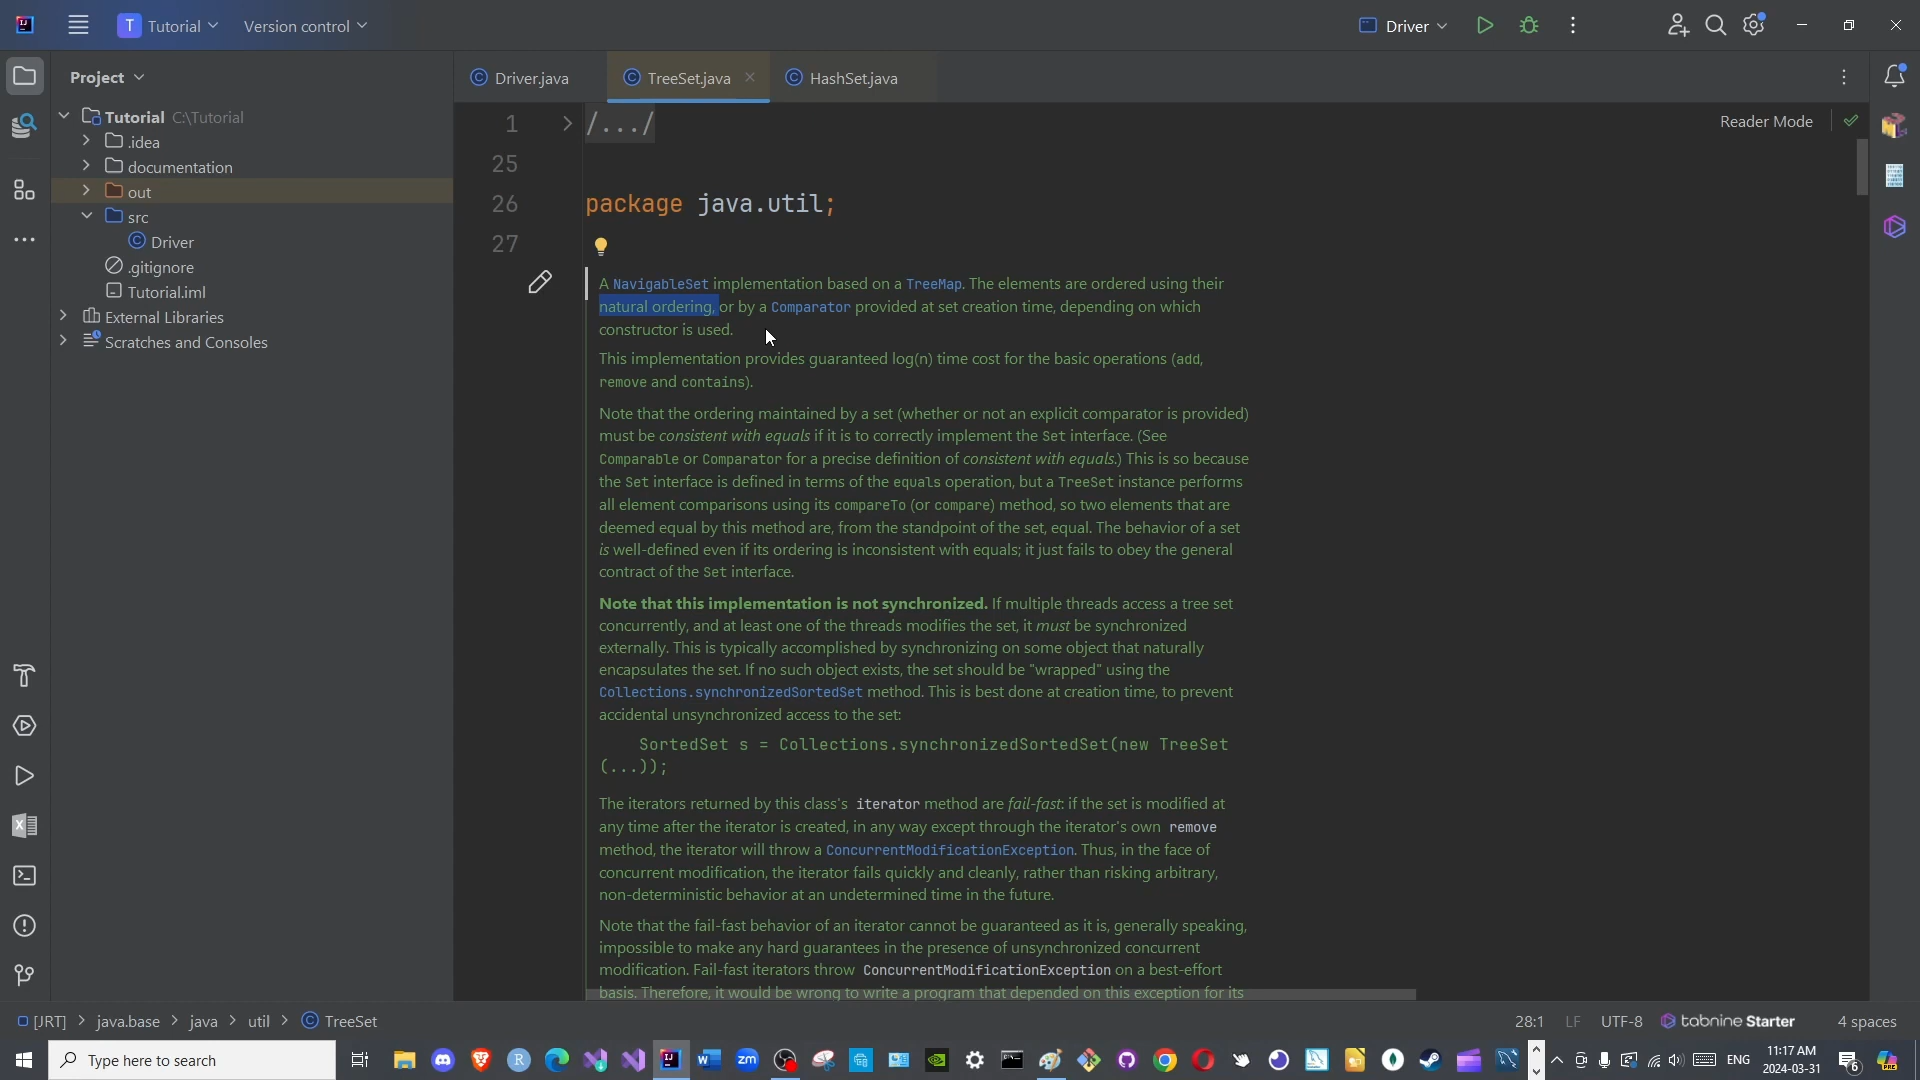 T Tutorial Version control Driver
Project
Driver.java TreeSet.java HashSet.java
Tutorial C:\Tutorial
.idea
documentation
out
src
Driver
.gitignore
Tutorial.iml
External Libraries
Scratches and Consoles
Reader Mode
1 /.../
25
26 package java.util;
27
A NavigableSet implementation based on a TreeMap. The elements are ordered using their
natural ordering, or by a Comparator provided at set creation time, depending on which
constructor is used.
This implementation provides guaranteed log(n) time cost for the basic operations (add,
remove and contains).
Note that the ordering maintained by a set (whether or not an explicit comparator is provided)
must be consistent with equals if it is to correctly implement the Set interface. (See
Comparable or Comparator for a precise definition of consistent with equals.) This is so because
the Set interface is defined in terms of the equals operation, but a TreeSet instance performs
all element comparisons using its compareTo (or compare) method, so two elements that are
deemed equal by this method are, from the standpoint of the set, equal. The behavior of a set
is well-defined even if its ordering is inconsistent with equals; it just fails to obey the general
contract of the Set interface.
Note that this implementation is not synchronized. If multiple threads access a tree set
concurrently, and at least one of the threads modifies the set, it must be synchronized
externally. This is typically accomplished by synchronizing on some object that naturally
encapsulates the set. If no such object exists, the set should be "wrapped" using the
Collections.synchronizedSortedSet method. This is best done at creation time, to prevent
accidental unsynchronized access to the set:
SortedSet s = Collections.synchronizedSortedSet(new TreeSet
(...));
The iterators returned by this class's iterator method are fail-fast: if the set is modified at
any time after the iterator is created, in any way except through the iterator's own remove
method, the iterator will throw a ConcurrentModificationException. Thus, in the face of
concurrent modification, the iterator fails quickly and cleanly, rather than risking arbitrary,
non-deterministic behavior at an undetermined time in the future.
Note that the fail-fast behavior of an iterator cannot be guaranteed as it is, generally speaking,
impossible to make any hard guarantees in the presence of unsynchronized concurrent
modification. Fail-fast iterators throw ConcurrentModificationException on a best-effort
basis. Therefore, it would be wrong to write a program that depended on this exception for its
[JRT] java.base java util TreeSet 28:1 LF UTF-8 tabnine Starter 4 spaces
Type here to search
ENG 11:17 AM
2024-03-31
6